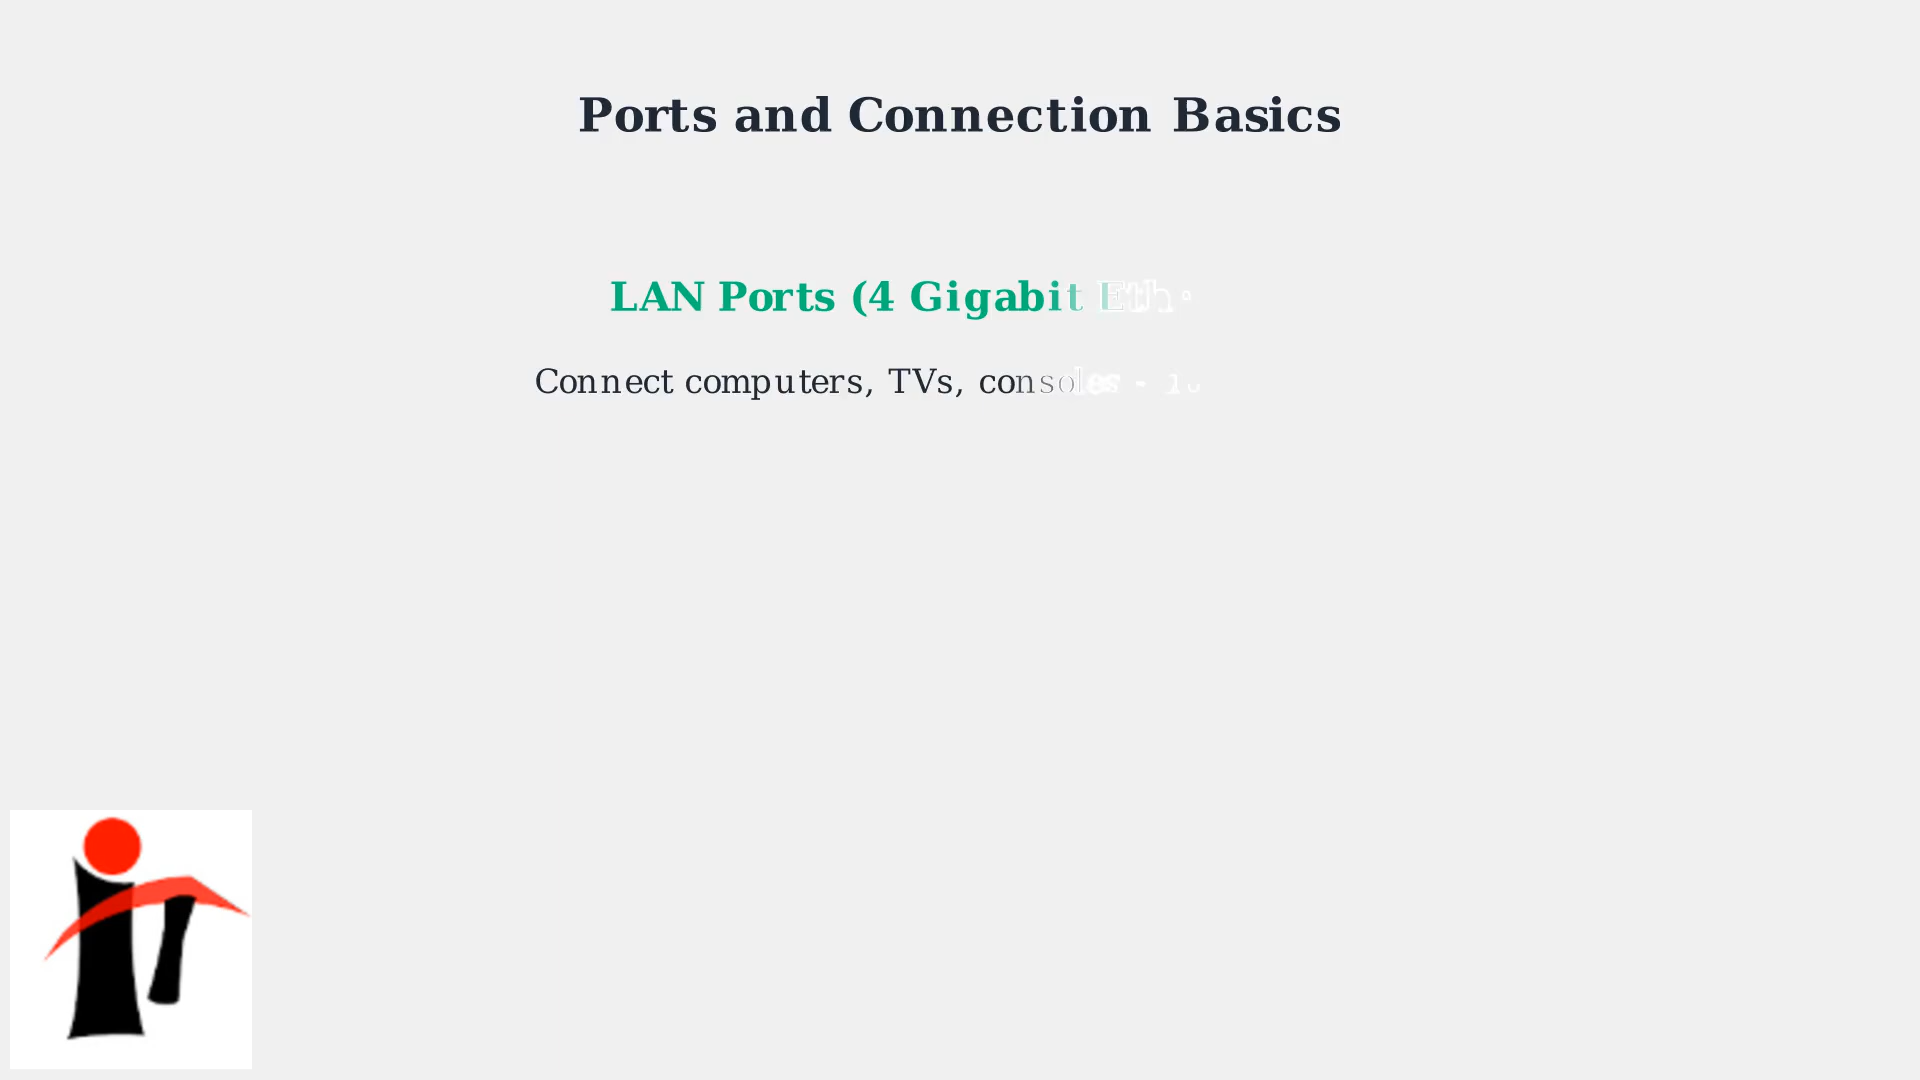 Ports and Connection Basics
LAN Ports (4 Gigabit Eth
Connect computers, TVs, consoles -